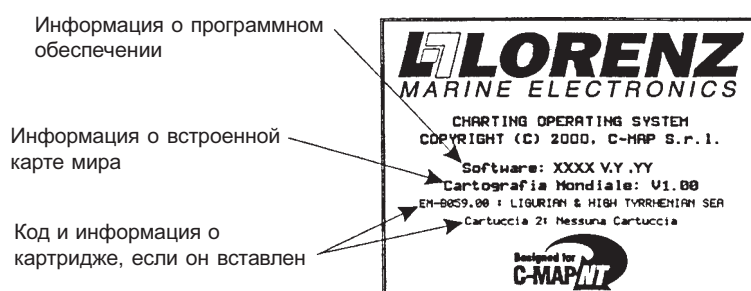 Информация о программном
обеспечении
Информация о встроенной
карте мира
Код и информация о
картридже, если он вставлен
LORENZ
MARINE ELECTRONICS
CHARTING OPERATING SYSTEM
COPYRIGHT (C) 2000, C-MAP S.r.l.
Software: XXXX V.Y .YY
Cartografia Mondiale: V1.00
EM-B059.00 : LIGURIAN & HIGH TYRRHENIAN SEA
Cartuccia 2: Nessuna Cartuccia
Designed for
C-MAP NT